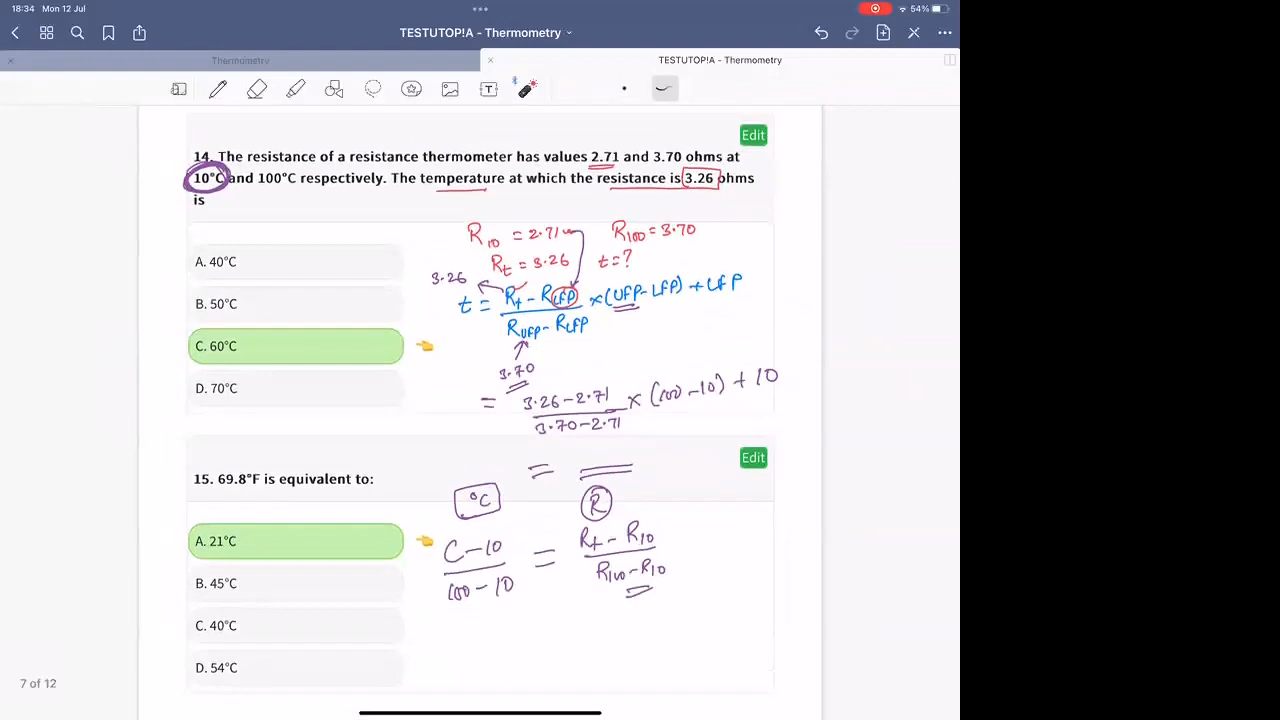 18:34 Mon 12 Jul
54%
TESTUTOP!A - Thermometry
Thermometry
TESTUTOP!A - Thermometry
Edit
14. The resistance of a resistance thermometer has values 2.71 and 3.70 ohms at
10°C and 100°C respectively. The temperature at which the resistance is 3.26 ohms
is
R10 = 2.71 R100 = 3.70
Rt = 3.26 t = ?
A. 40°C
3.26
t = Rt - RLFP × (UFP - LFP) + LFP
B. 50°C
RUFP - RLFP
C. 60°C
3.70
D. 70°C
= 3.26 - 2.71 × (100 - 10) + 10
3.70 - 2.71
Edit
15. 69.8°F is equivalent to:
=
°C R
A. 21°C
C - 10 = Rt - R10
100 - 10 R100 - R10
B. 45°C
C. 40°C
D. 54°C
7 of 12